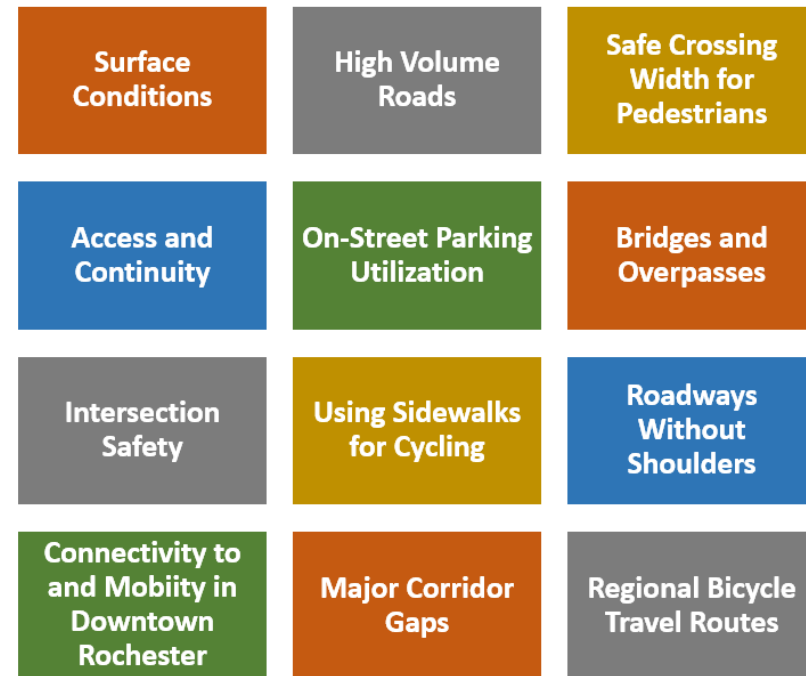 Surface
Conditions
High Volume
Roads
Safe Crossing
Width for
Pedestrians
Access and
Continuity
On-Street Parking
Utilization
Bridges and
Overpasses
Intersection
Safety
Using Sidewalks
for Cycling
Roadways
Without
Shoulders
Connectivity to
and Mobiity in
Downtown
Rochester
Major Corridor
Gaps
Regional Bicycle
Travel Routes